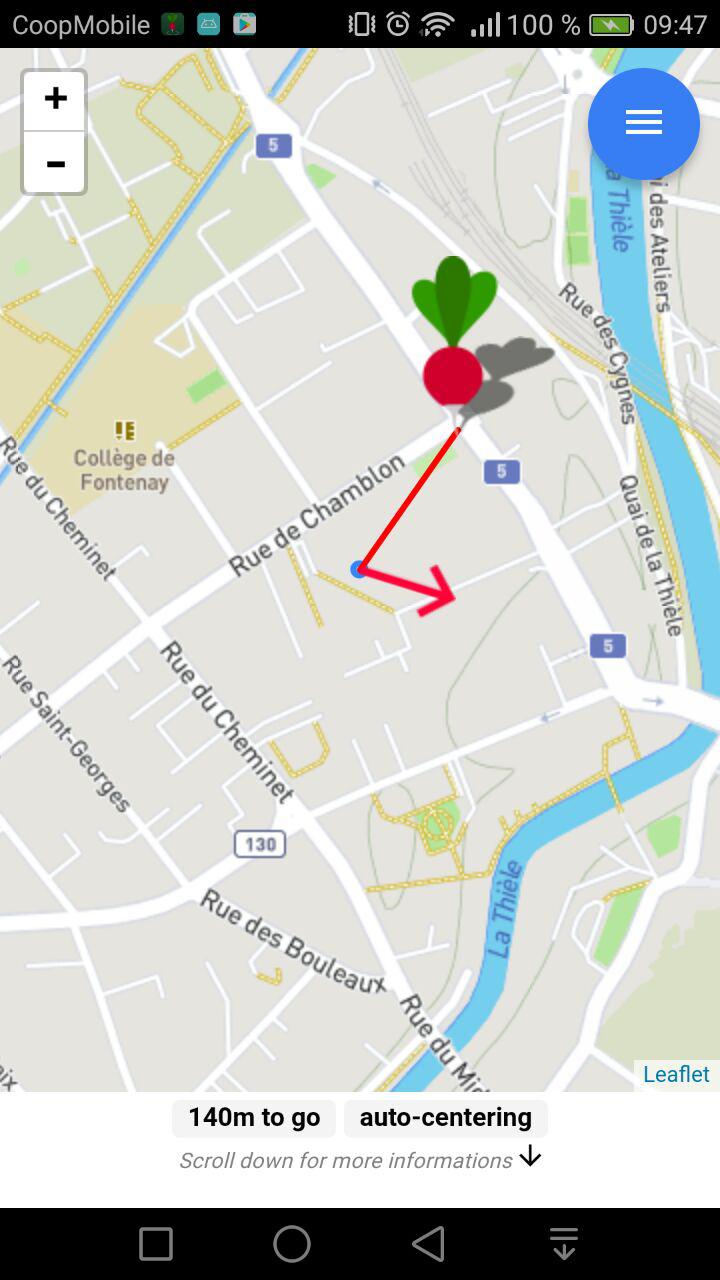 CoopMobile 100 % 09:47
+
-
5
La Thièle
Quai des Ateliers
Rue des Cygnes
Collège de
Fontenay
Rue du Cheminet
Rue de Chamblon
5
Quai de la Thièle
5
Rue Saint-Georges
Rue du Cheminet
130
La Thièle
Rue des Bouleaux
Rue du Mi
Leaflet
140m to go auto-centering
Scroll down for more informations